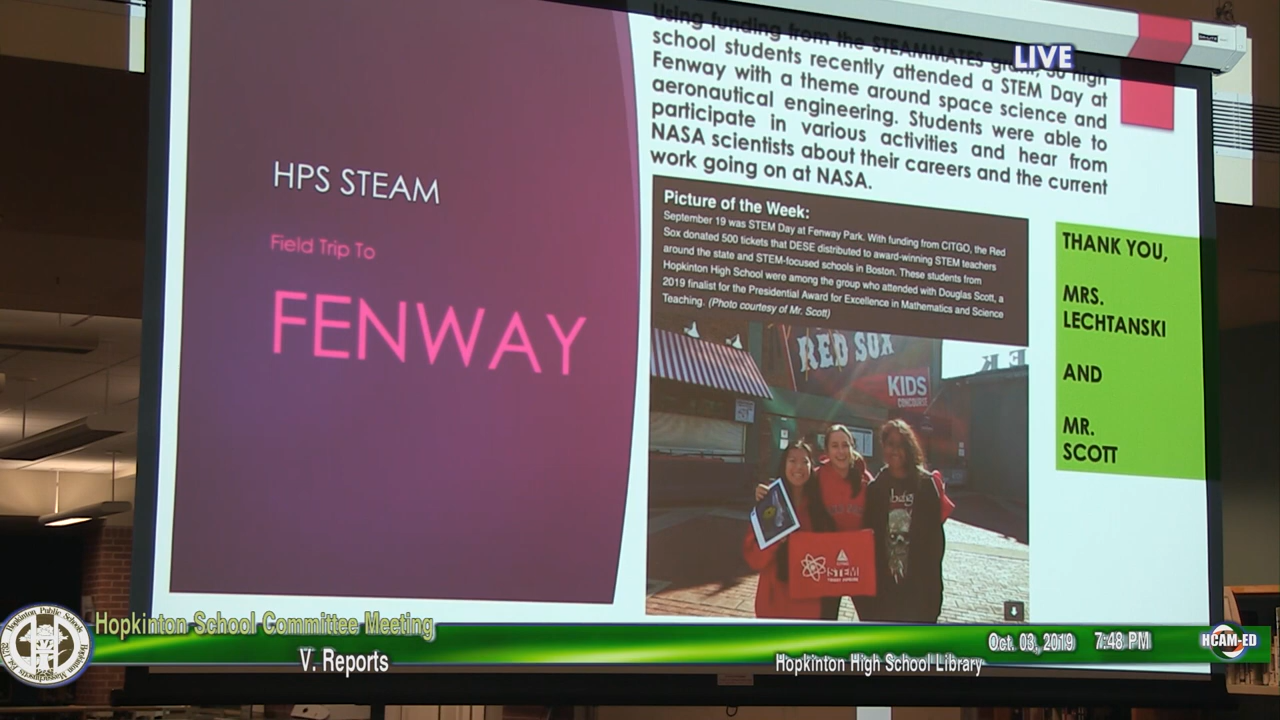 Using funding from the STEAMMATES grant, 30 high
school students recently attended a STEM Day at
Fenway with a theme around space science and
aeronautical engineering. Students were able to
participate in various activities and hear from
NASA scientists about their careers and the current
work going on at NASA.
LIVE
HPS STEAM
Field Trip To
FENWAY
Picture of the Week:
September 19 was STEM Day at Fenway Park. With funding from CITGO, the Red
Sox donated 500 tickets that DESE distributed to award-winning STEM teachers
around the state and STEM-focused schools in Boston. These students from
Hopkinton High School were among the group who attended with Douglas Scott, a
2019 finalist for the Presidential Award for Excellence in Mathematics and Science
Teaching. (Photo courtesy of Mr. Scott)
THANK YOU,
MRS.
LECHTANSKI
AND
MR.
SCOTT
RED SOX
KIDS
CONCOURSE
STEM
Hopkinton Public Schools
Hopkinton School Committee Meeting
V. Reports
Oct. 03, 2019 7:48 PM
HCAM-ED
Hopkinton High School Library